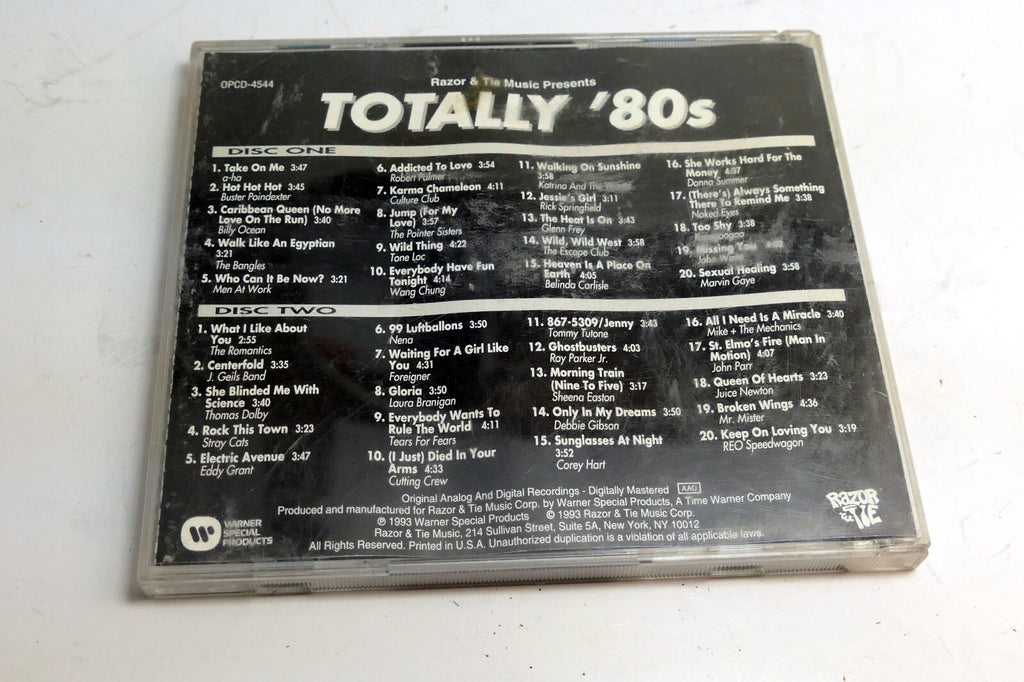 OPCD-4544
Razor & Tie Music Presents
TOTALLY '80s
DISC ONE
1. Take On Me 3:47
a-ha
2. Hot Hot Hot 3:45
Buster Poindexter
3. Caribbean Queen (No More
Love On The Run) 3:40
Billy Ocean
4. Walk Like An Egyptian
3:21
The Bangles
5. Who Can It Be Now? 3:21
Men At Work
6. Addicted To Love 3:54
Robert Palmer
7. Karma Chameleon 4:11
Culture Club
8. Jump (For My
Love) 3:57
The Pointer Sisters
9. Wild Thing 4:22
Tone Loc
10. Everybody Have Fun
Tonight 4:14
Wang Chung
11. Walking On Sunshine
3:58
Katrina And The
12. Jessie's Girl 3:11
Rick Springfield
13. The Heat Is On 3:43
Glenn Frey
14. Wild, Wild West 3:58
The Escape Club
15. Heaven Is A Place On
Earth 4:05
Belinda Carlisle
16. She Works Hard For The
Money 4:07
Donna Summer
17. (There's) Always Something
There To Remind Me 3:38
Naked Eyes
18. Too Shy 3:38
19. Missing You
John
20. Sexual Healing 3:58
Marvin Gaye
DISC TWO
1. What I Like About
You 2:55
The Romantics
2. Centerfold 3:35
J. Geils Band
3. She Blinded Me With
Science 3:40
Thomas Dolby
4. Rock This Town 3:23
Stray Cats
5. Electric Avenue 3:47
Eddy Grant
6. 99 Luftballons 3:50
Nena
7. Waiting For A Girl Like
You 4:31
Foreigner
8. Gloria 3:50
Laura Branigan
9. Everybody Wants To
Rule The World 4:11
Tears For Fears
10. (I Just) Died In Your
Arms 4:33
Cutting Crew
11. 867-5309/Jenny 3:43
Tommy Tutone
12. Ghostbusters 4:03
Ray Parker Jr.
13. Morning Train
(Nine To Five) 3:17
Sheena Easton
14. Only In My Dreams 3:50
Debbie Gibson
15. Sunglasses At Night
3:52
Corey Hart
16. All I Need Is A Miracle 3:40
Mike + The Mechanics
17. St. Elmo's Fire (Man In
Motion) 4:07
John Parr
18. Queen Of Hearts 3:23
Juice Newton
19. Broken Wings 4:36
Mr. Mister
20. Keep On Loving You 3:19
REO Speedwagon
Original Analog And Digital Recordings - Digitally Mastered AAD
Produced and manufactured for Razor & Tie Music Corp. by Warner Special Products, A Time Warner Company
℗ 1993 Warner Special Products © 1993 Razor & Tie Music Corp.
Razor & Tie Music, 214 Sullivan Street, Suite 5A, New York, NY 10012
All Rights Reserved. Printed in U.S.A. Unauthorized duplication is a violation of all applicable laws.
WARNER
SPECIAL
PRODUCTS
RAZOR
& TIE